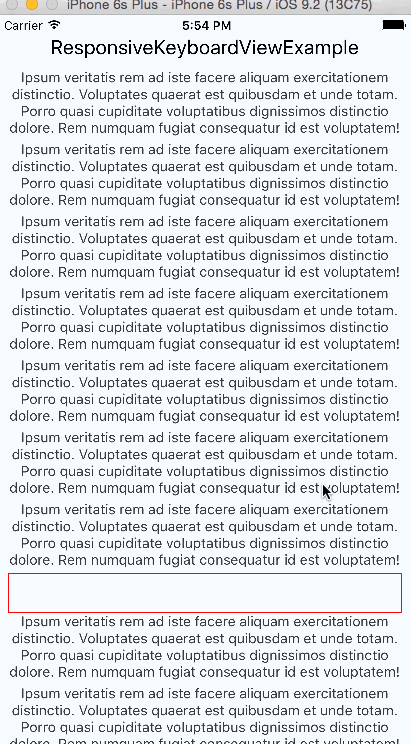 iPhone 6s Plus - iPhone 6s Plus / iOS 9.2 (13C75)
Carrier 5:54 PM
ResponsiveKeyboardViewExample
Ipsum veritatis rem ad iste facere aliquam exercitationem
distinctio. Voluptates quaerat est quibusdam et unde totam.
Porro quasi cupiditate voluptatibus dignissimos distinctio
dolore. Rem numquam fugiat consequatur id est voluptatem!
Ipsum veritatis rem ad iste facere aliquam exercitationem
distinctio. Voluptates quaerat est quibusdam et unde totam.
Porro quasi cupiditate voluptatibus dignissimos distinctio
dolore. Rem numquam fugiat consequatur id est voluptatem!
Ipsum veritatis rem ad iste facere aliquam exercitationem
distinctio. Voluptates quaerat est quibusdam et unde totam.
Porro quasi cupiditate voluptatibus dignissimos distinctio
dolore. Rem numquam fugiat consequatur id est voluptatem!
Ipsum veritatis rem ad iste facere aliquam exercitationem
distinctio. Voluptates quaerat est quibusdam et unde totam.
Porro quasi cupiditate voluptatibus dignissimos distinctio
dolore. Rem numquam fugiat consequatur id est voluptatem!
Ipsum veritatis rem ad iste facere aliquam exercitationem
distinctio. Voluptates quaerat est quibusdam et unde totam.
Porro quasi cupiditate voluptatibus dignissimos distinctio
dolore. Rem numquam fugiat consequatur id est voluptatem!
Ipsum veritatis rem ad iste facere aliquam exercitationem
distinctio. Voluptates quaerat est quibusdam et unde totam.
Porro quasi cupiditate voluptatibus dignissimos distinctio
dolore. Rem numquam fugiat consequatur id est voluptatem!
Ipsum veritatis rem ad iste facere aliquam exercitationem
distinctio. Voluptates quaerat est quibusdam et unde totam.
Porro quasi cupiditate voluptatibus dignissimos distinctio
dolore. Rem numquam fugiat consequatur id est voluptatem!
Ipsum veritatis rem ad iste facere aliquam exercitationem
distinctio. Voluptates quaerat est quibusdam et unde totam.
Porro quasi cupiditate voluptatibus dignissimos distinctio
dolore. Rem numquam fugiat consequatur id est voluptatem!
Ipsum veritatis rem ad iste facere aliquam exercitationem
distinctio. Voluptates quaerat est quibusdam et unde totam.
Porro quasi cupiditate voluptatibus dignissimos distinctio
dolore. Rem numquam fugiat consequatur id est voluptatem!